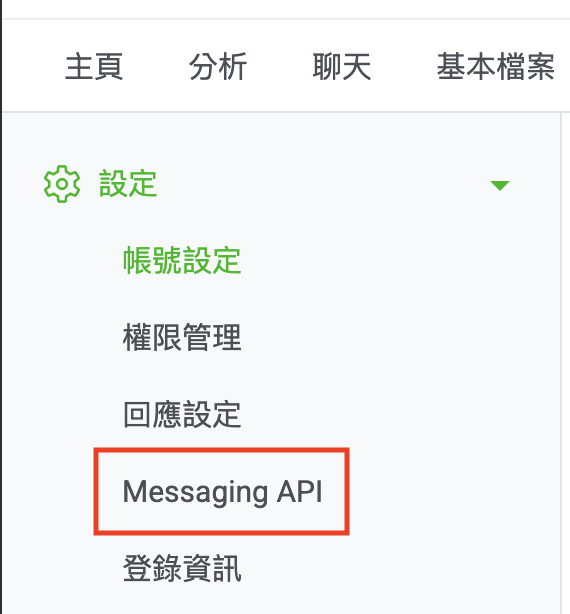 主頁 分析 聊天 基本檔案
設定
帳號設定
權限管理
回應設定
Messaging API
登錄資訊